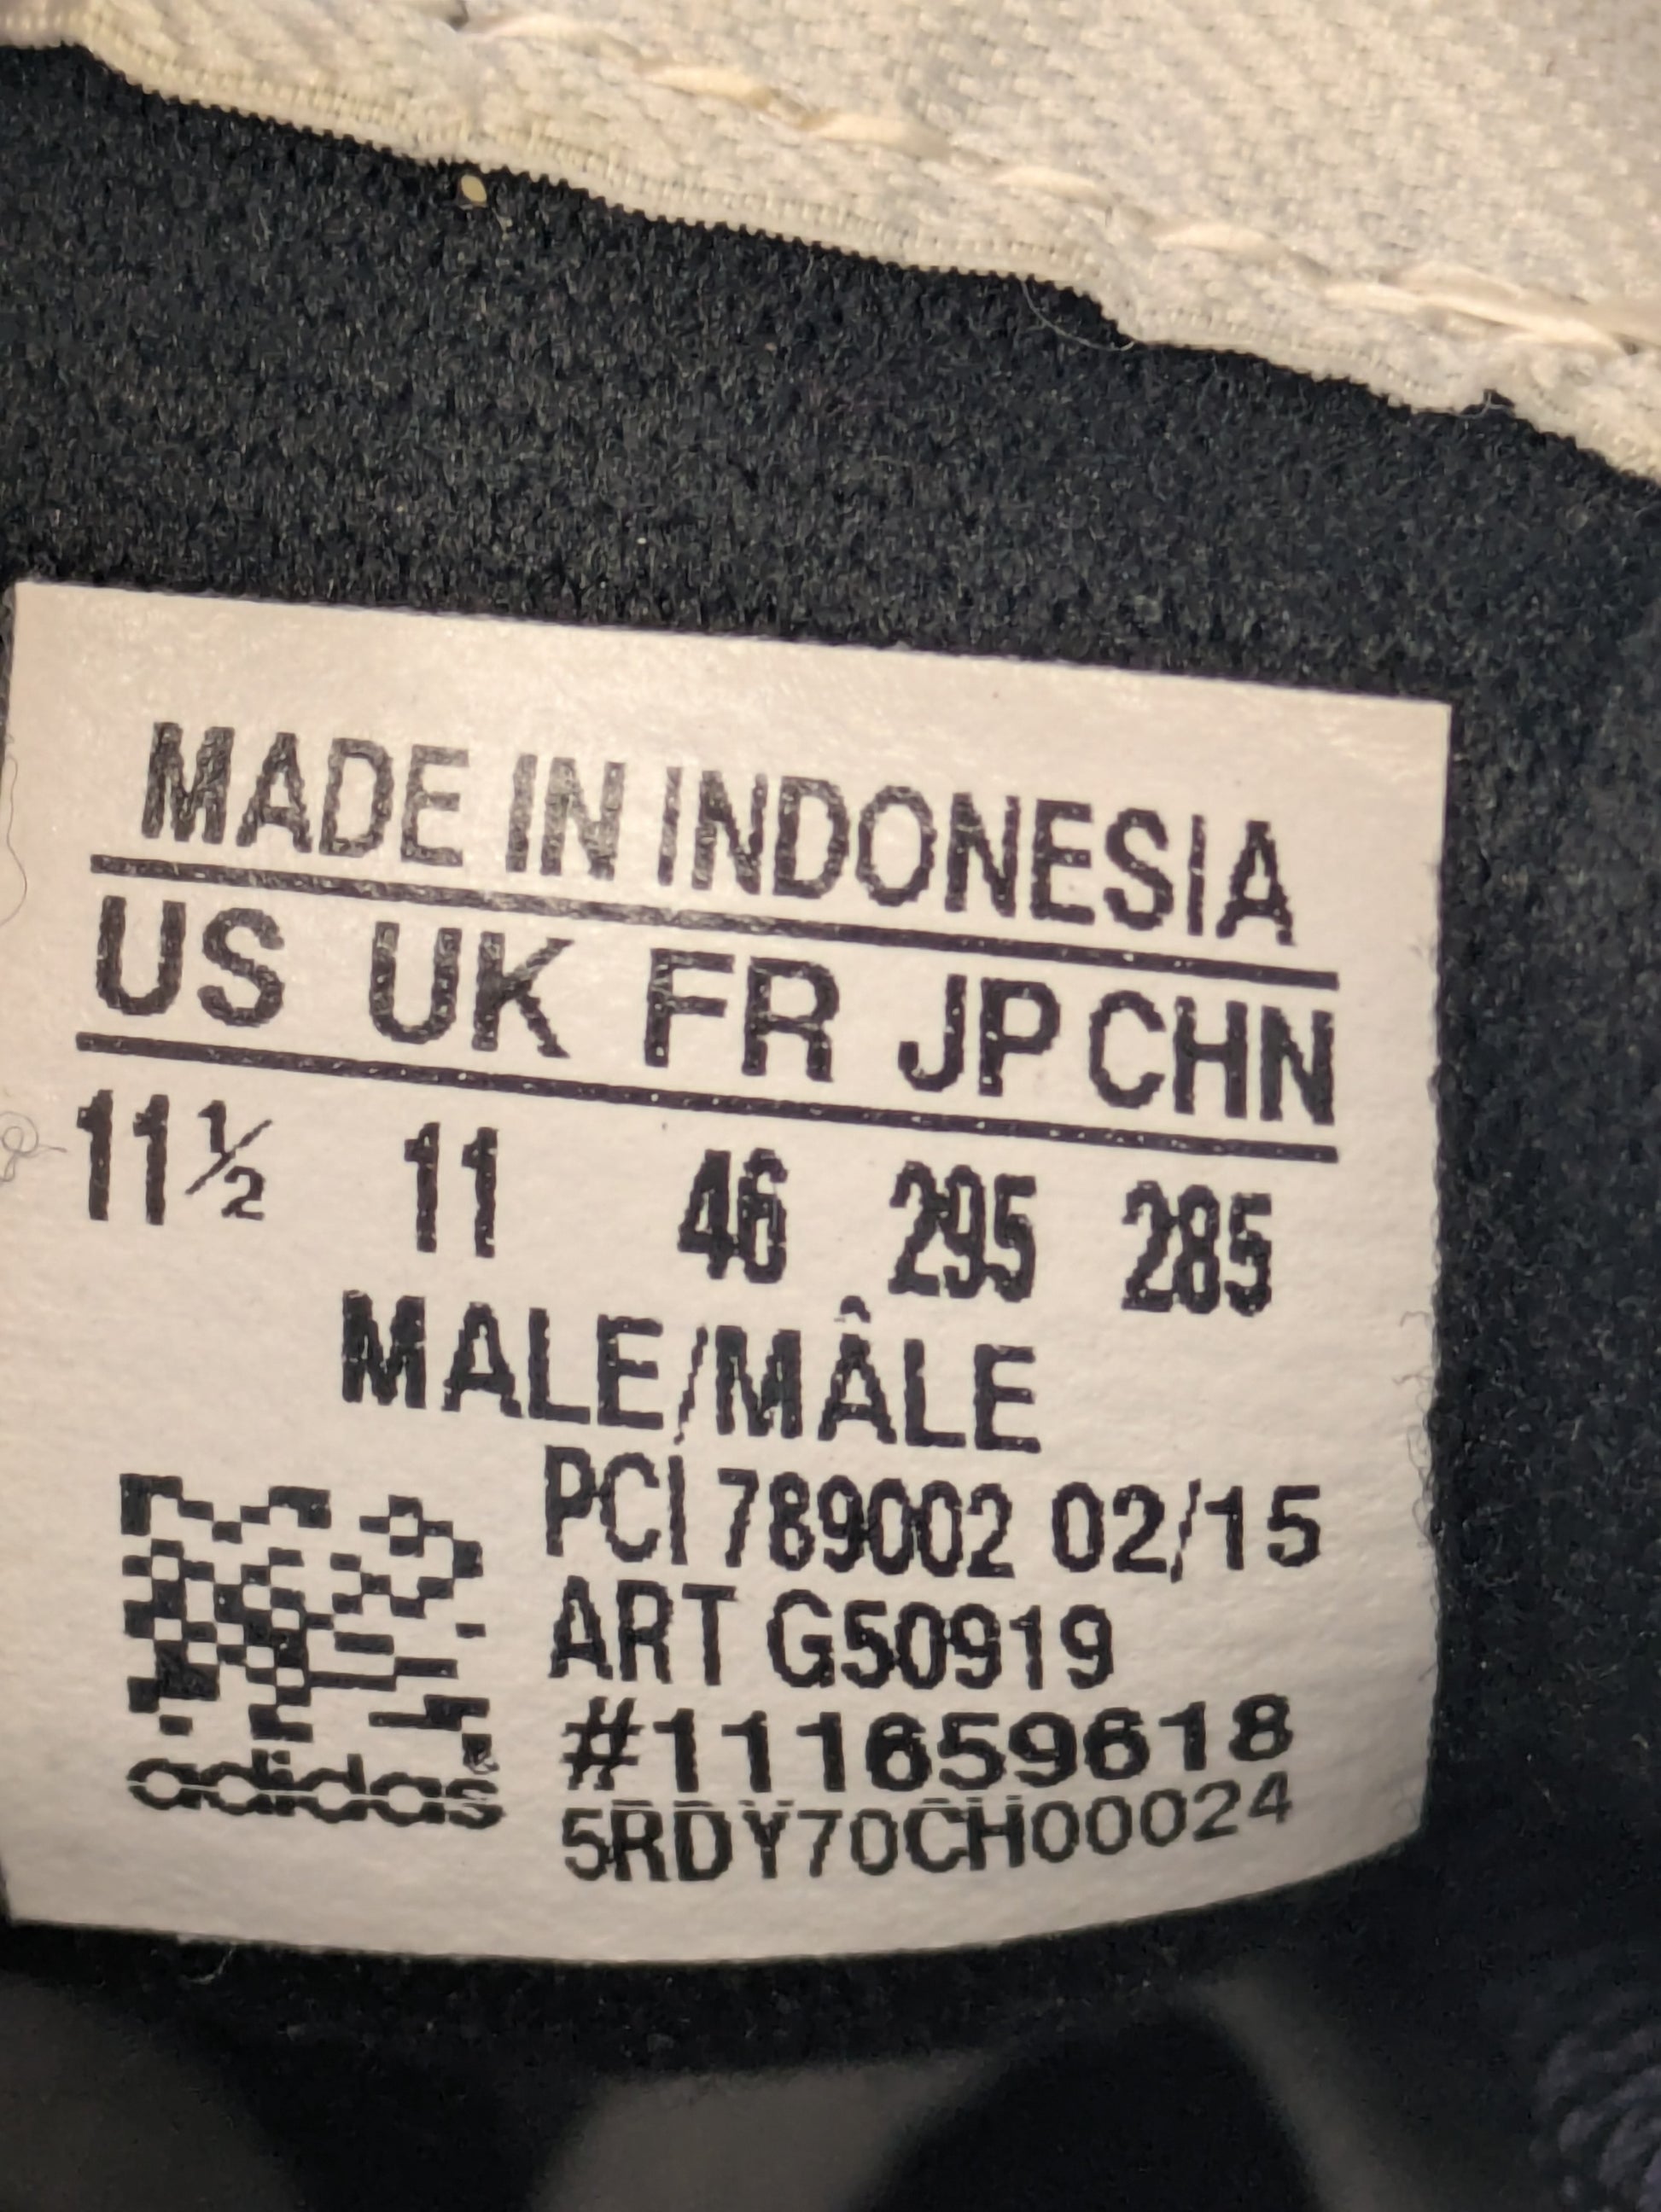 MADE IN INDONESIA
US UK FR JP CHN
11½ 11 46 295 285
MALE/MÂLE
PCI 789002 02/15
ART G50919
#111659618
adidas
5RDY70CH00024